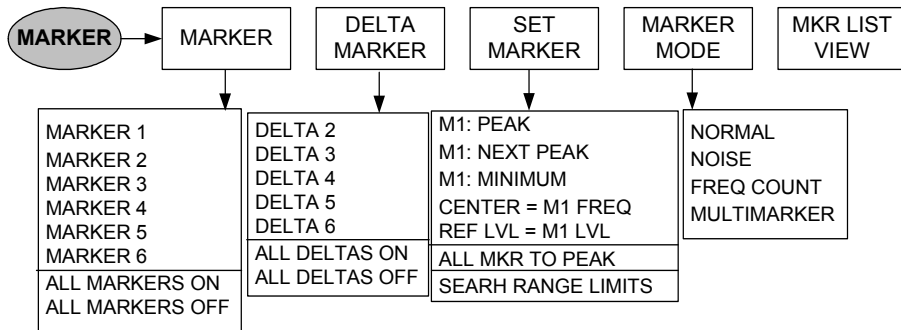 MARKER
MARKER
DELTA
MARKER
SET
MARKER
MARKER
MODE
MKR LIST
VIEW
MARKER 1
MARKER 2
MARKER 3
MARKER 4
MARKER 5
MARKER 6
ALL MARKERS ON
ALL MARKERS OFF
DELTA 2
DELTA 3
DELTA 4
DELTA 5
DELTA 6
ALL DELTAS ON
ALL DELTAS OFF
M1: PEAK
M1: NEXT PEAK
M1: MINIMUM
CENTER = M1 FREQ
REF LVL = M1 LVL
ALL MKR TO PEAK
SEARH RANGE LIMITS
NORMAL
NOISE
FREQ COUNT
MULTIMARKER